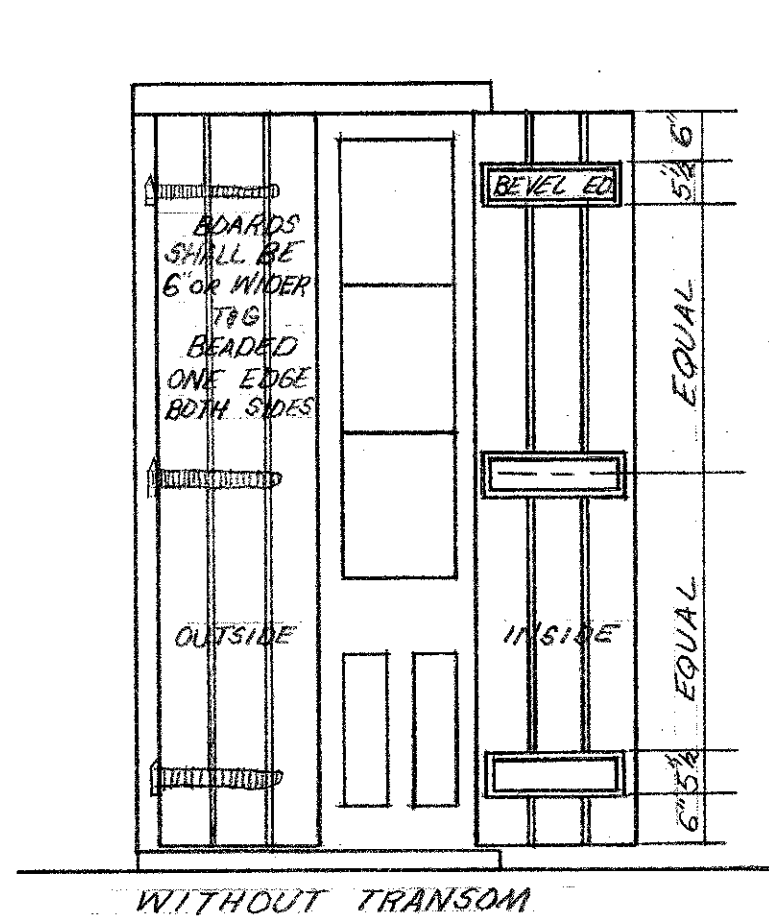 BOARDS
SHALL BE
6" OR WIDER
T&G
BEADED
ONE EDGE
BOTH SIDES
OUTSIDE
BEVEL ED.
INSIDE
6"
5½"
EQUAL
EQUAL
5½"
6"
WITHOUT TRANSOM